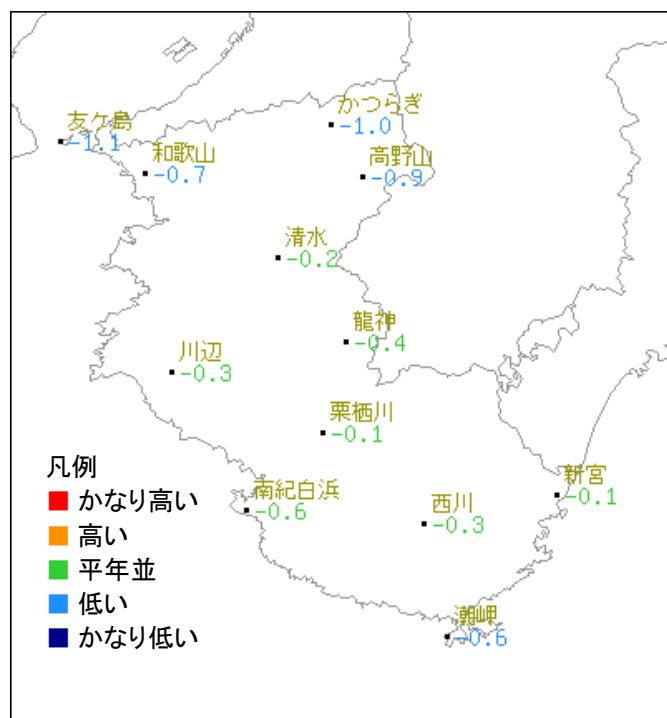 かつらぎ
-1.0
友ケ島
-1.1
和歌山
-0.7
高野山
-0.9
清水
-0.2
龍神
-0.4
川辺
-0.3
栗栖川
-0.1
凡例
かなり高い
高い
平年並
低い
かなり低い
南紀白浜
-0.6
西川
-0.3
新宮
-0.1
潮岬
-0.6